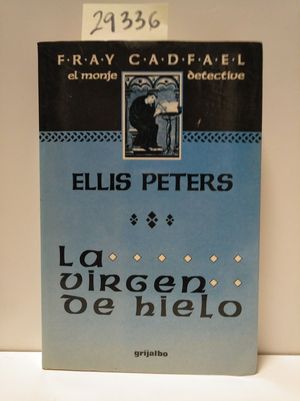 29336
F·R·A·Y C·A·D·F·A·E·L
el monje detective
ELLIS PETERS
La
virgen
de hielo
grijalbo